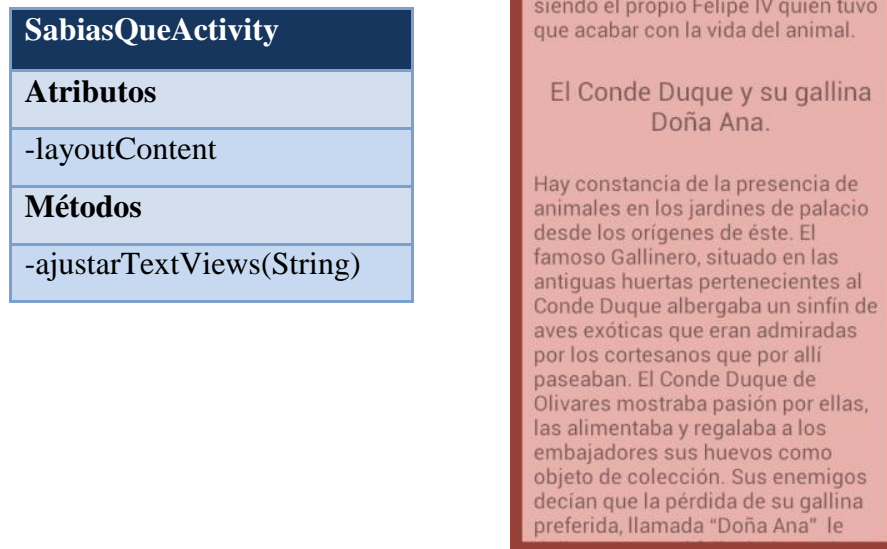 SabiasQueActivity
Atributos
-layoutContent
Métodos
-ajustarTextViews(String)
siendo el propio Felipe IV quien tuvo
que acabar con la vida del animal.
El Conde Duque y su gallina
Doña Ana.
Hay constancia de la presencia de
animales en los jardines de palacio
desde los orígenes de éste. El
famoso Gallinero, situado en las
antiguas huertas pertenecientes al
Conde Duque albergaba un sinfín de
aves exóticas que eran admiradas
por los cortesanos que por allí
paseaban. El Conde Duque de
Olivares mostraba pasión por ellas,
las alimentaba y regalaba a los
embajadores sus huevos como
objeto de colección. Sus enemigos
decían que la pérdida de su gallina
preferida, llamada “Doña Ana” le